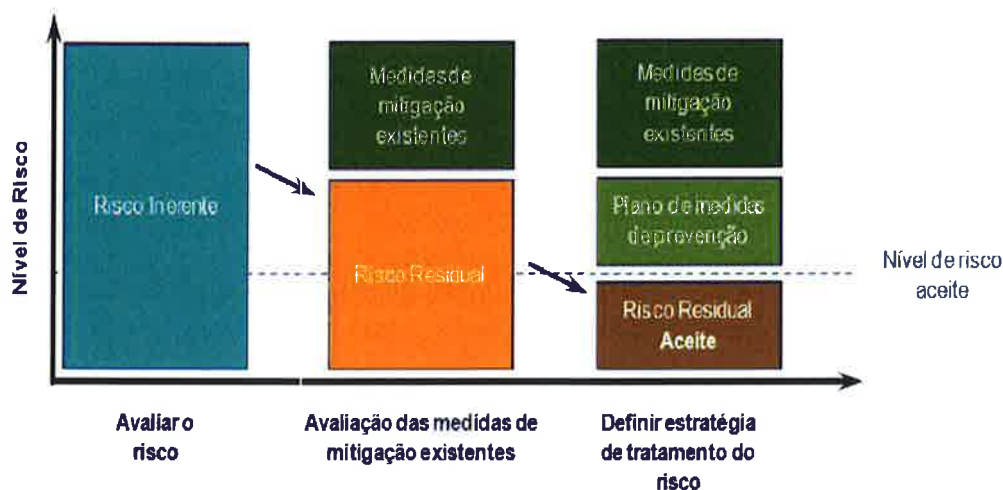 Nível de Risco
Risco Inerente
Medidas de
mitigação
existentes
Risco Residual
Medidas de
mitigação
existentes
Plano de medidas
de prevenção
Risco Residual
Aceite
Nível de risco
aceite
Avaliar o
risco
Avaliação das medidas de
mitigação existentes
Definir estratégia
de tratamento do
risco